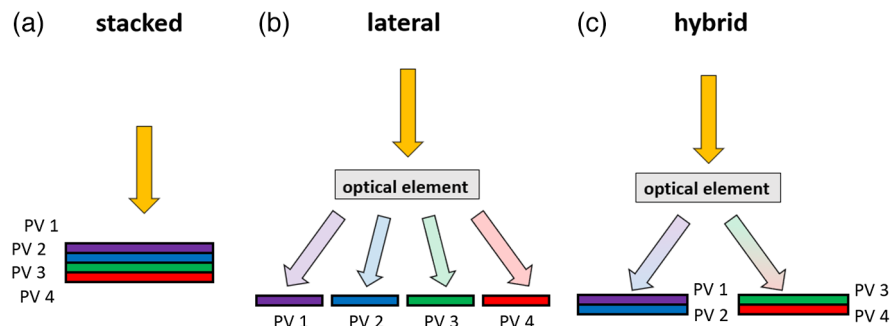 (a) stacked
PV 1
PV 2
PV 3
PV 4
(b) lateral
optical element
PV 1 PV 2 PV 3 PV 4
(c) hybrid
optical element
PV 1
PV 2
PV 3
PV 4